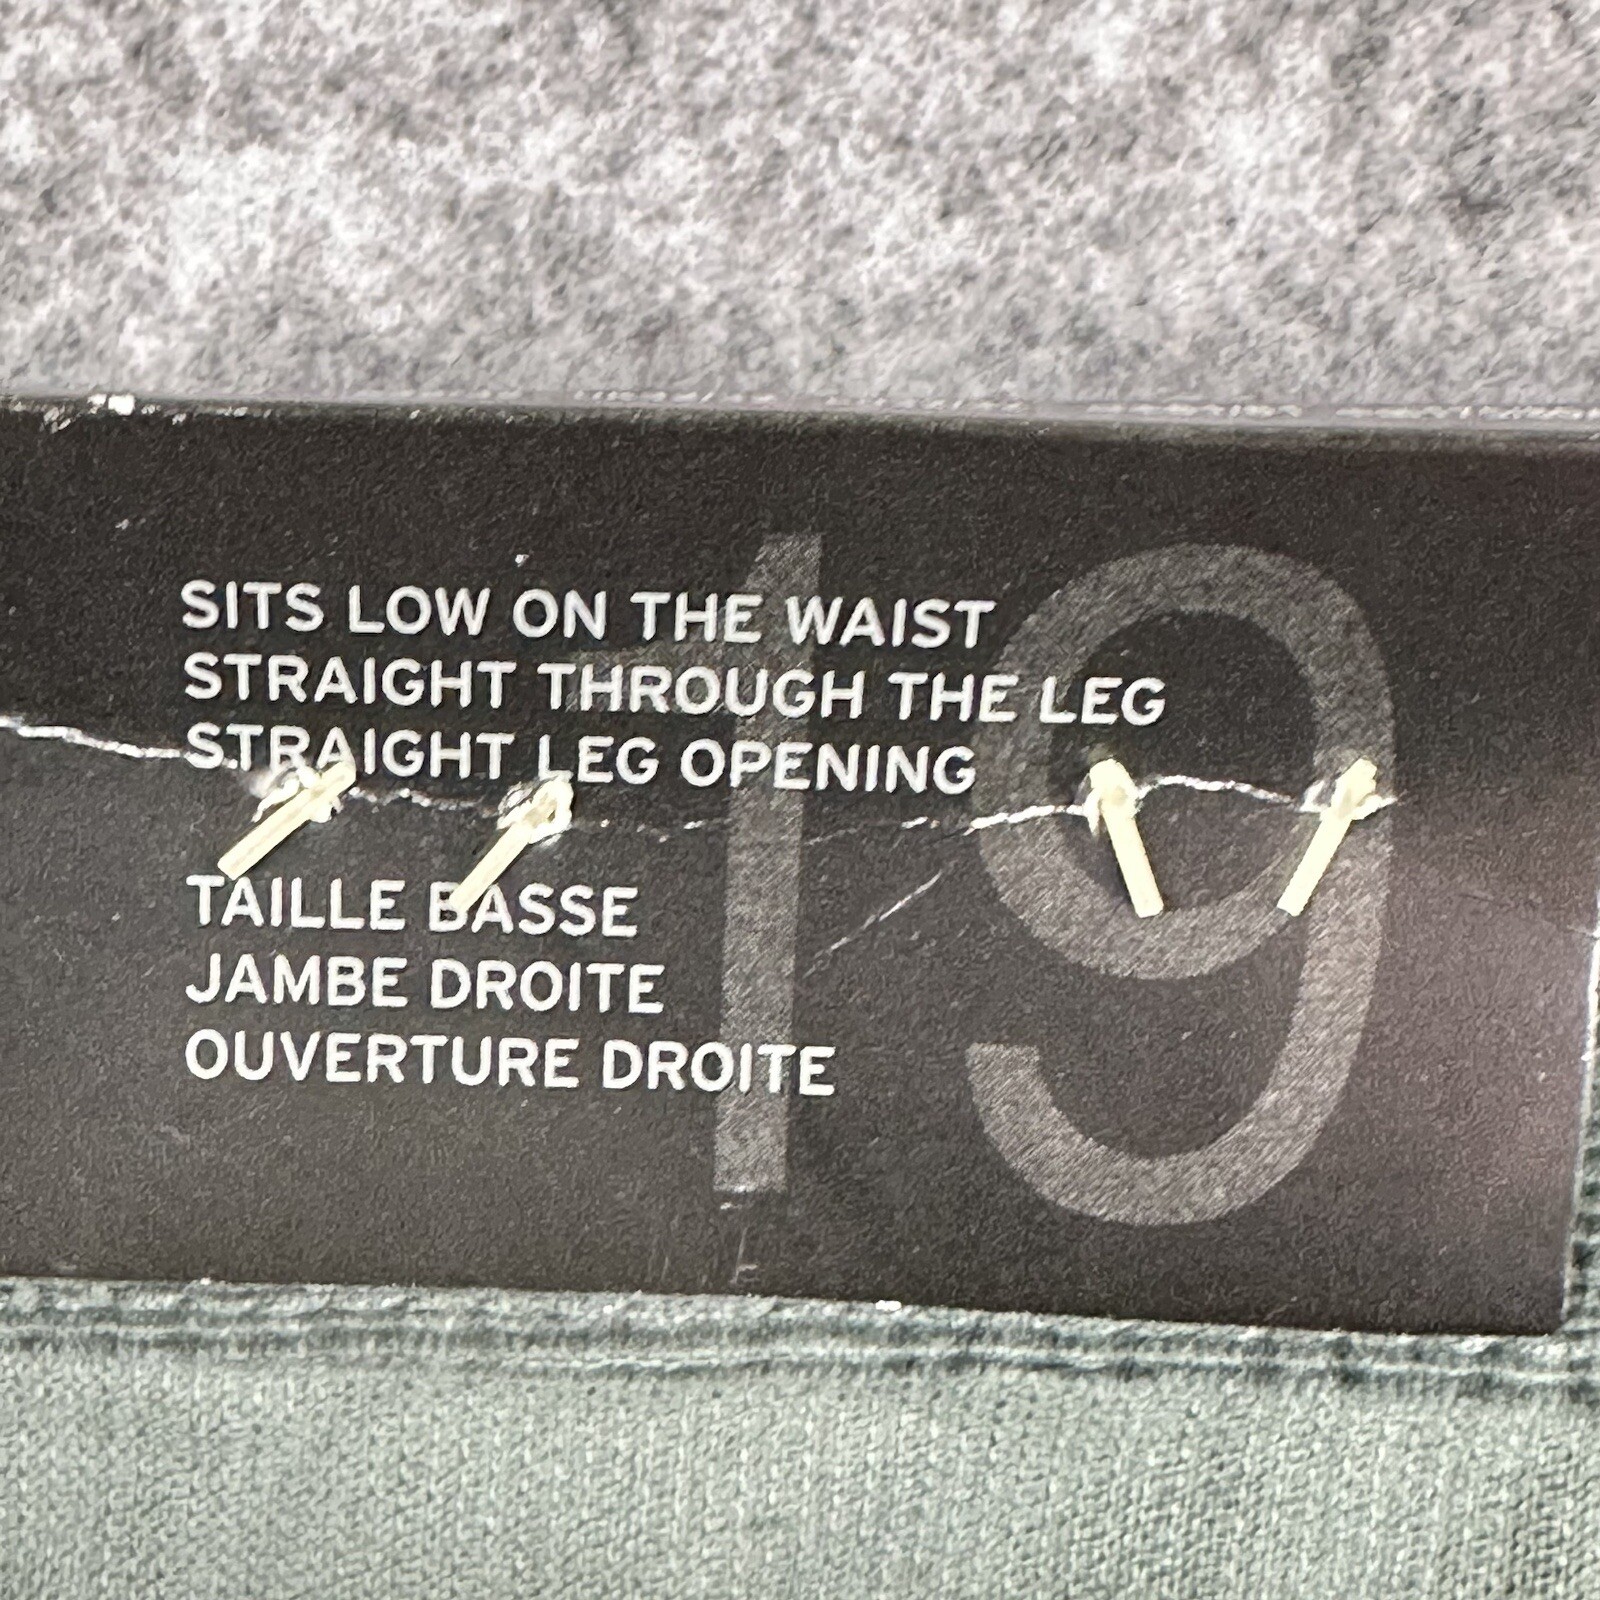 SITS LOW ON THE WAIST
STRAIGHT THROUGH THE LEG
STRAIGHT LEG OPENING
TAILLE BASSE
JAMBE DROITE
OUVERTURE DROITE
19